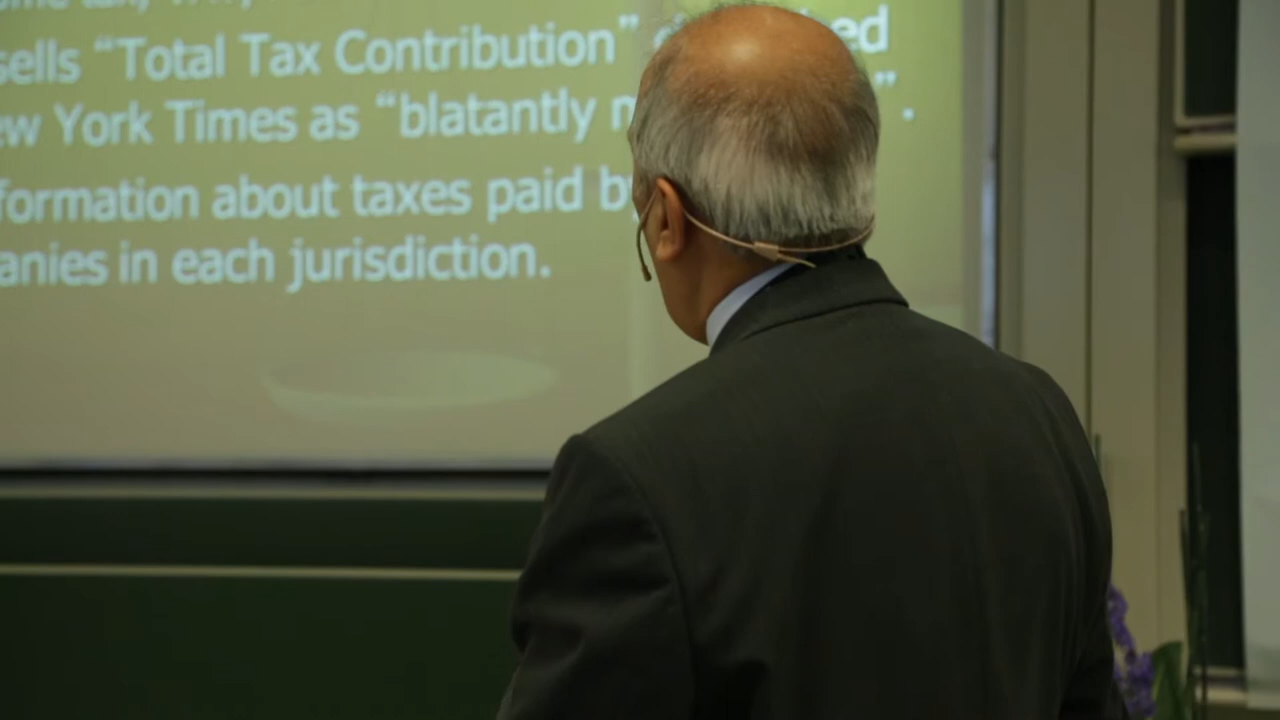 sells “Total Tax Contribution”
ew York Times as “blatantly ”.
formation about taxes paid
anies in each jurisdiction.